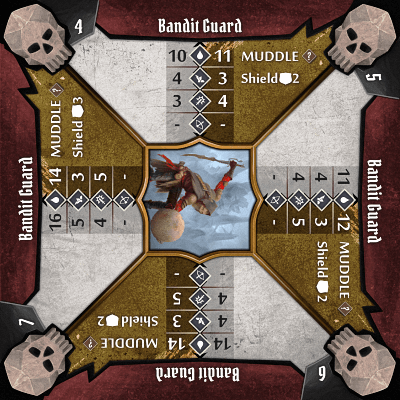 4
Bandit Guard
10 11 MUDDLE ?
4 3 Shield 2
3 4
- -
5
Bandit Guard
11 12 MUDDLE ?
3 4 Shield 2
4 5
- -
6
Bandit Guard
14 14 MUDDLE ?
4 3 Shield 2
4 5
- -
7
Bandit Guard
16 14 MUDDLE ?
5 3 Shield 3
4 5
- -